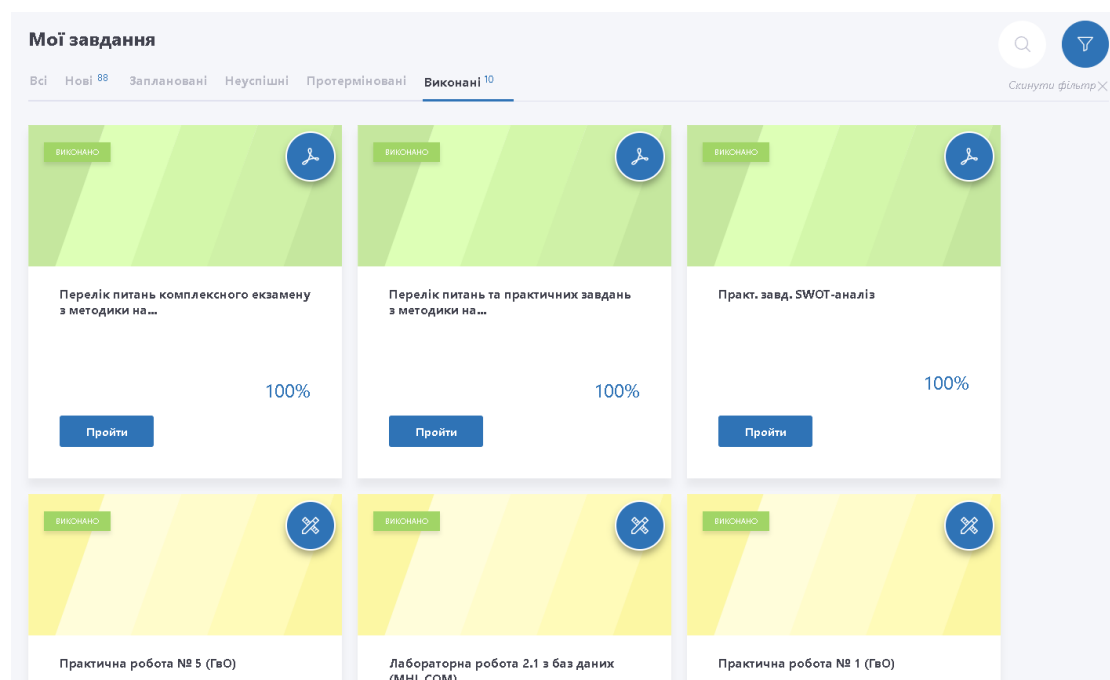 Мої завдання
Всі Нові 88 Заплановані Неуспішні Протерміновані Виконані 10
Скинути фільтр
ВИКОНАНО ВИКОНАНО ВИКОНАНО
Перелік питань комплексного екзамену
з методики на...
Перелік питань та практичних завдань
з методики на...
Практ. завд. SWOT-аналіз
100% 100% 100%
Пройти Пройти Пройти
ВИКОНАНО ВИКОНАНО ВИКОНАНО
Практична робота № 5 (ГвО)
Лабораторна робота 2.1 з баз даних
(МНІ, СОМ)
Практична робота № 1 (ГвО)